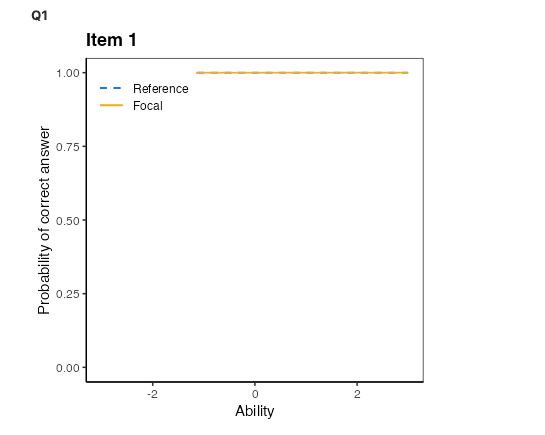 Q1
Item 1
1.00
Reference
Focal
0.75
0.50
0.25
0.00
Probability of correct answer
-2 0 2
Ability